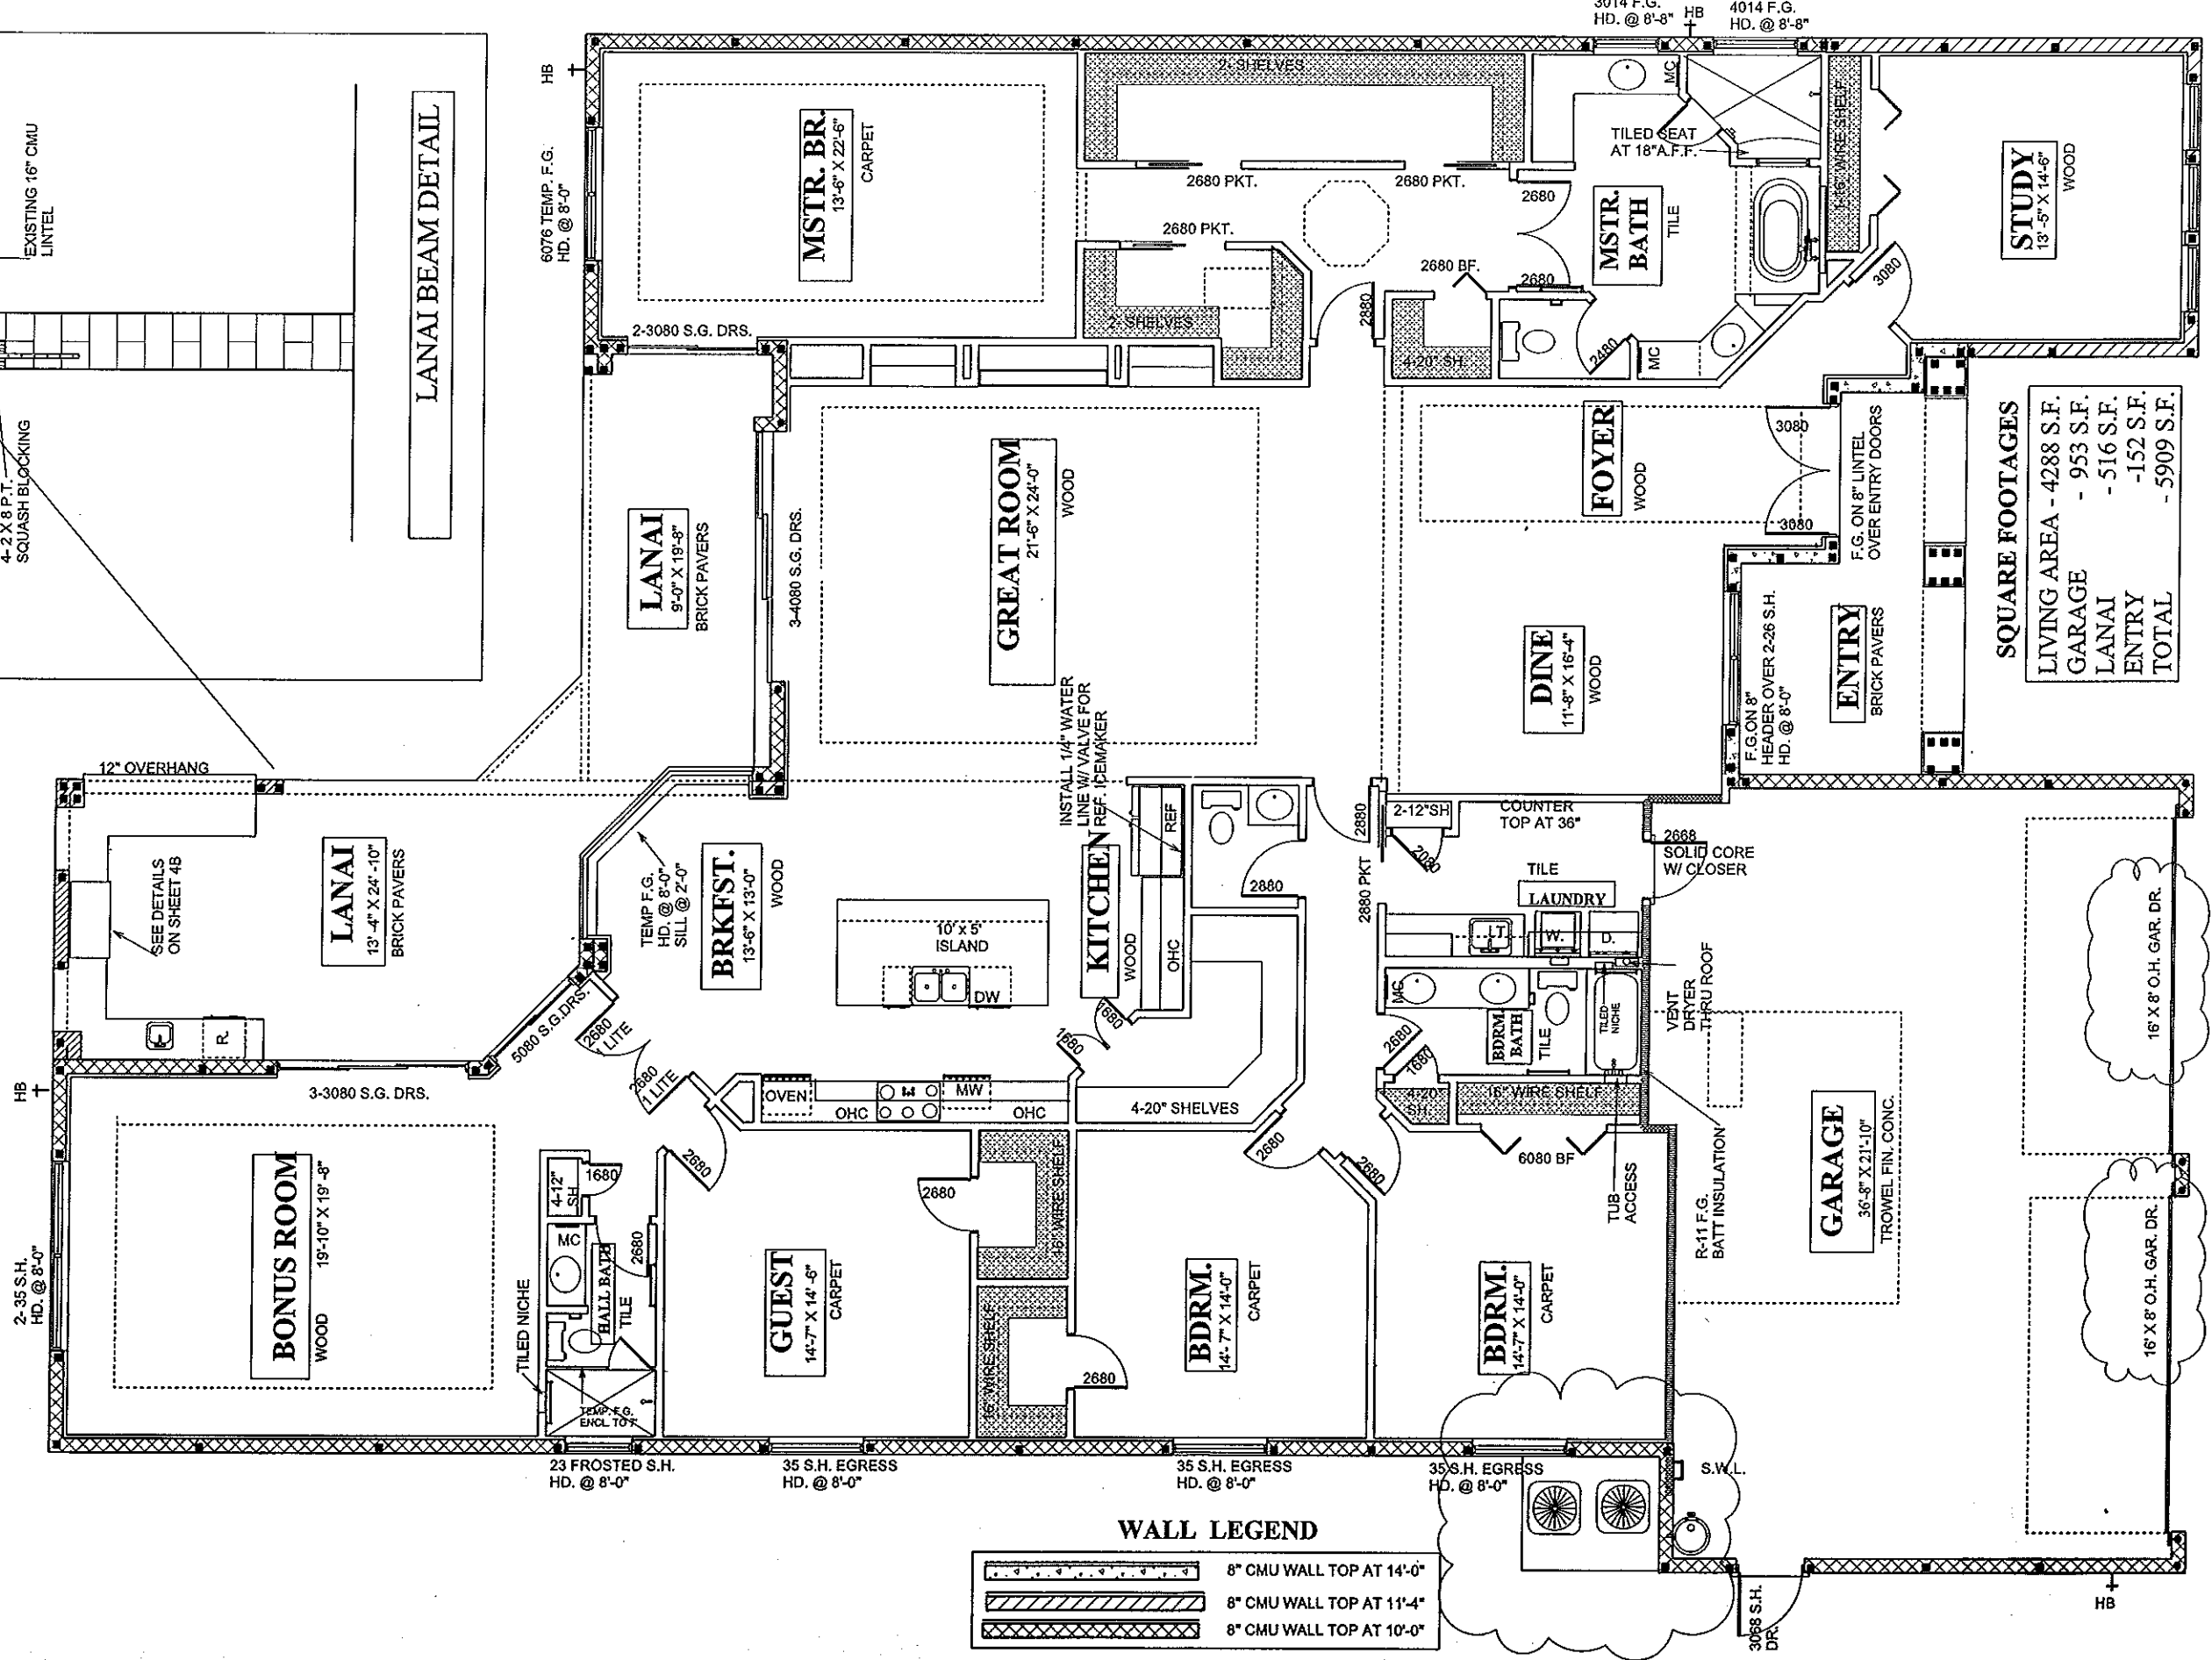 EXISTING 16" CMU
LINTEL
4- 2 X 8 P.T.
SQUASH BLOCKING
LANAI BEAM DETAIL
3014 F.G.
HD. @ 8'-8"
HB
4014 F.G.
HD. @ 8'-8"
HB
6076 TEMP. F.G.
HD. @ 8'-0"
MSTR. BR.
13'-6" X 22'-6"
CARPET
2- SHELVES
2680 PKT.
2680 PKT.
2680 PKT.
2- SHELVES
MC
TILED SEAT
AT 18"A.F.F.
2680
2680
MSTR.
BATH
TILE
2680 BF.
2880
4-20" SH.
2480
MC
1-16" WIRE SHELF
3080
STUDY
13'-5" X 14'-6"
WOOD
2-3080 S.G. DRS.
LANAI
9'-0" X 19'-8"
BRICK PAVERS
3-4080 S.G. DRS.
GREAT ROOM
21'-6" X 24'-0"
WOOD
FOYER
WOOD
3080
3080
F.G. ON 8" LINTEL
OVER ENTRY DOORS
DINE
11'-8" X 16'-4"
WOOD
F.G.ON 8"
HEADER OVER 2-26 S.H.
HD. @ 8'-0"
ENTRY
BRICK PAVERS
SQUARE FOOTAGES
LIVING AREA - 4288 S.F.
GARAGE - 953 S.F.
LANAI - 516 S.F.
ENTRY -152 S.F.
TOTAL - 5909 S.F.
12" OVERHANG
SEE DETAILS
ON SHEET 4B
LANAI
13'-4" X 24'-10"
BRICK PAVERS
R.
5080 S.G.DRS.
TEMP F.G.
HD. @ 8'-0"
SILL @ 2'-0"
BRKFST.
13'-6" X 13'-0"
WOOD
10' x 5'
ISLAND
DW
INSTALL 1/4" WATER
LINE W/ VALVE FOR
REF. ICEMAKER
KITCHEN
WOOD
REF
OHC
2880
2880
2880 PKT
2-12"SH
2080
COUNTER
TOP AT 36"
TILE
LAUNDRY
LT
W.
D.
2668
SOLID CORE
W/ CLOSER
VENT
DRYER
THRU ROOF
MC
BDRM.
BATH
TILE
TILED
NICHE
2680
1680
4-20"
SH.
16" WIRE SHELF
6080 BF
TUB
ACCESS
R-11 F.G.
BATT INSULATION
GARAGE
36'-8" X 21'-10"
TROWEL FIN. CONC.
16' X 8' O.H. GAR. DR.
16' X 8' O.H. GAR. DR.
HB
3-3080 S.G. DRS.
2680
1 LITE
2680
1 LITE
OVEN
OHC
MW
OHC
1680
1680
4-20" SHELVES
2-35 S.H.
HD. @ 8'-0"
BONUS ROOM
19'-10" X 19'-8"
WOOD
4-12"
SH.
1680
MC
HALL BATH
TILE
2680
TILED NICHE
TEMP. F.G.
ENCL. TO 7'
2680
GUEST
14'-7" X 14'-6"
CARPET
2680
16" WIRE SHELF
16" WIRE SHELF
2680
BDRM.
14'-7" X 14'-0"
CARPET
2680
2680
BDRM.
14'-7" X 14'-0"
CARPET
23 FROSTED S.H.
HD. @ 8'-0"
35 S.H. EGRESS
HD. @ 8'-0"
35 S.H. EGRESS
HD. @ 8'-0"
35 S.H. EGRESS
HD. @ 8'-0"
S.W.L.
3068 S.H.
DR.
HB
WALL LEGEND
8" CMU WALL TOP AT 14'-0"
8" CMU WALL TOP AT 11'-4"
8" CMU WALL TOP AT 10'-0"